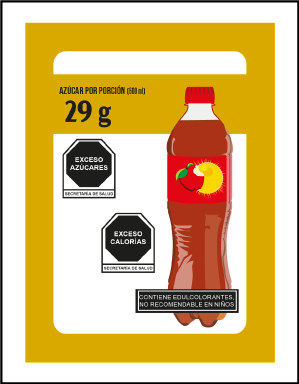 AZÚCAR POR PORCIÓN (600 ml)
29 g
EXCESO
AZÚCARES
SECRETARÍA DE SALUD
EXCESO
CALORÍAS
SECRETARÍA DE SALUD
CONTIENE EDULCORANTES,
NO RECOMENDABLE EN NIÑOS